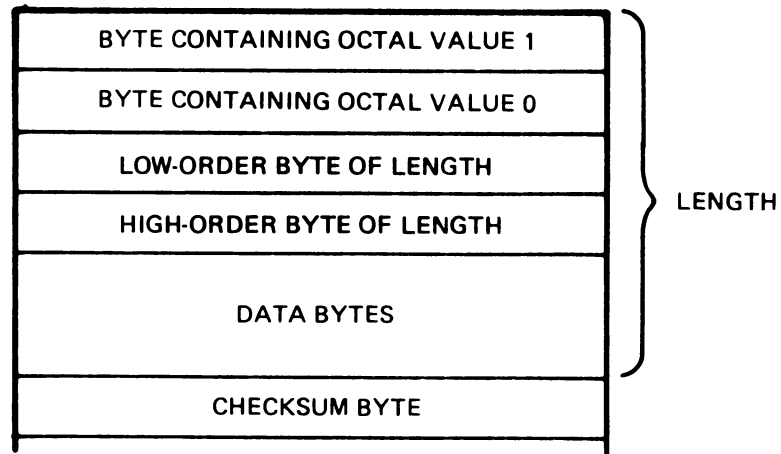 BYTE CONTAINING OCTAL VALUE 1
BYTE CONTAINING OCTAL VALUE 0
LOW-ORDER BYTE OF LENGTH
HIGH-ORDER BYTE OF LENGTH
LENGTH
DATA BYTES
CHECKSUM BYTE